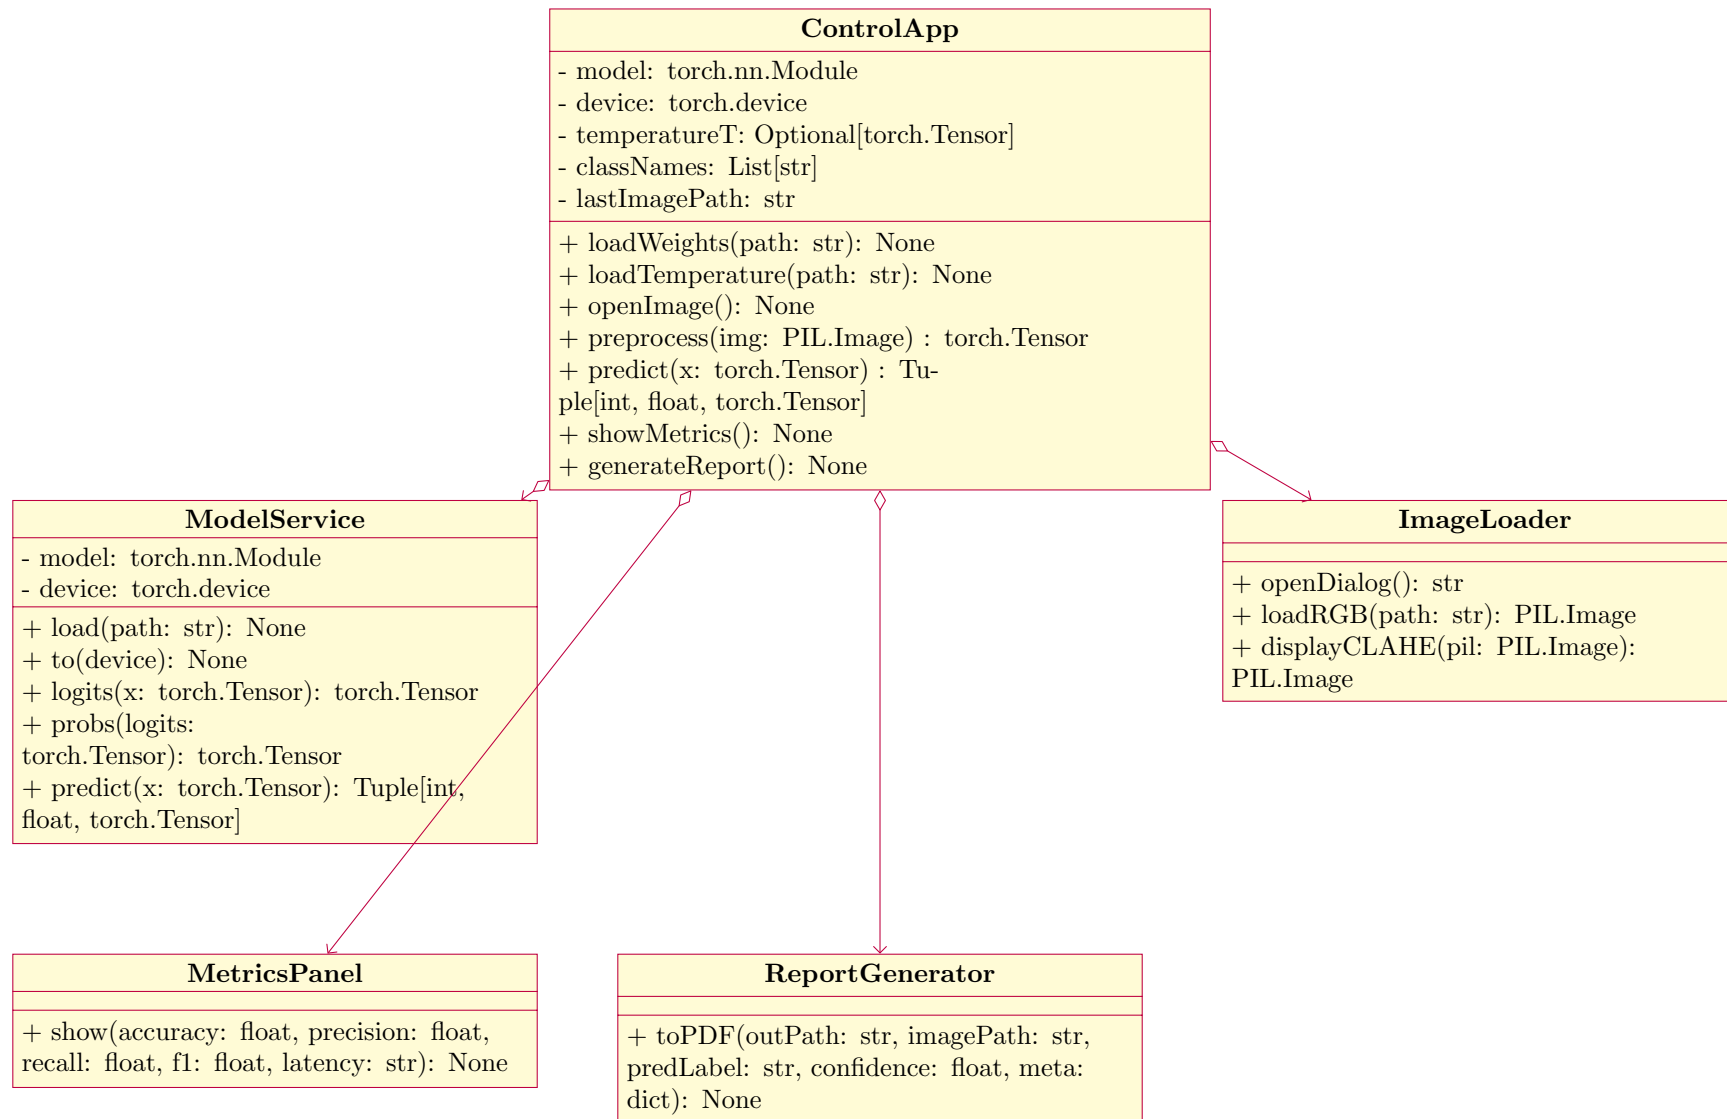 ControlApp
- model: torch.nn.Module
- device: torch.device
- temperatureT: Optional[torch.Tensor]
- classNames: List[str]
- lastImagePath: str
+ loadWeights(path: str): None
+ loadTemperature(path: str): None
+ openImage(): None
+ preprocess(img: PIL.Image) : torch.Tensor
+ predict(x: torch.Tensor) : Tu-
ple[int, float, torch.Tensor]
+ showMetrics(): None
+ generateReport(): None
ModelService
- model: torch.nn.Module
- device: torch.device
+ load(path: str): None
+ to(device): None
+ logits(x: torch.Tensor): torch.Tensor
+ probs(logits:
torch.Tensor): torch.Tensor
+ predict(x: torch.Tensor): Tuple[int,
float, torch.Tensor]
ImageLoader
+ openDialog(): str
+ loadRGB(path: str): PIL.Image
+ displayCLAHE(pil: PIL.Image):
PIL.Image
MetricsPanel
+ show(accuracy: float, precision: float,
recall: float, f1: float, latency: str): None
ReportGenerator
+ toPDF(outPath: str, imagePath: str,
predLabel: str, confidence: float, meta:
dict): None